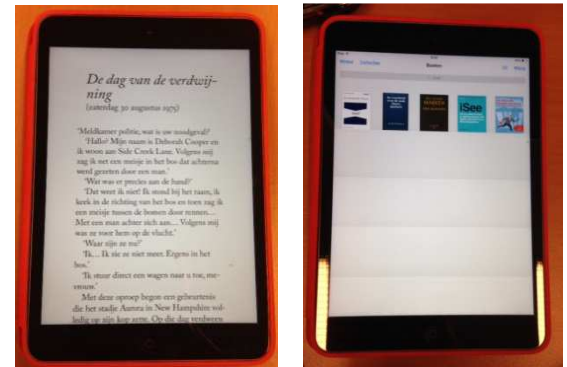 De dag van de verdwij-
ning
(zaterdag 30 augustus 1975)
'Meldkamer politie, wat is uw noodgeval?'
'Hallo? Mijn naam is Deborah Cooper en
ik woon aan Side Creek Lane. Volgens mij
zag ik net een meisje in het bos dat achterna
werd gezeten door een man.'
'Wat was er precies aan de hand?'
'Dat weet ik niet! Ik stond bij het raam, ik
keek in de richting van het bos en toen zag ik
een meisje tussen de bomen door rennen…
Met een man achter zich aan… Volgens mij
was ze voor hem op de vlucht.'
'Waar zijn ze nu?'
'Ik… Ik zie ze niet meer. Ergens in het
bos.'
'Ik stuur direct een wagen naar u toe, me-
vrouw.'
Met deze oproep begon een gebeurtenis
die het stadje Aurora in New Hampshire vol-
ledig op zijn kop zette. Op die dag verdween
Boeken
iSee